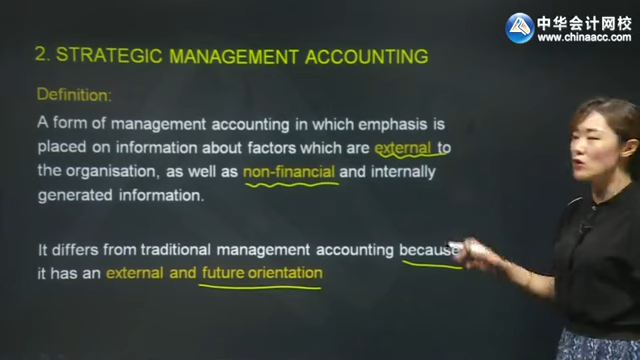 中华会计网校
www.chinaacc.com
2. STRATEGIC MANAGEMENT ACCOUNTING
Definition:
A form of management accounting in which emphasis is
placed on information about factors which are external to
the organisation, as well as non-financial and internally
generated information.
It differs from traditional management accounting because
it has an external and future orientation